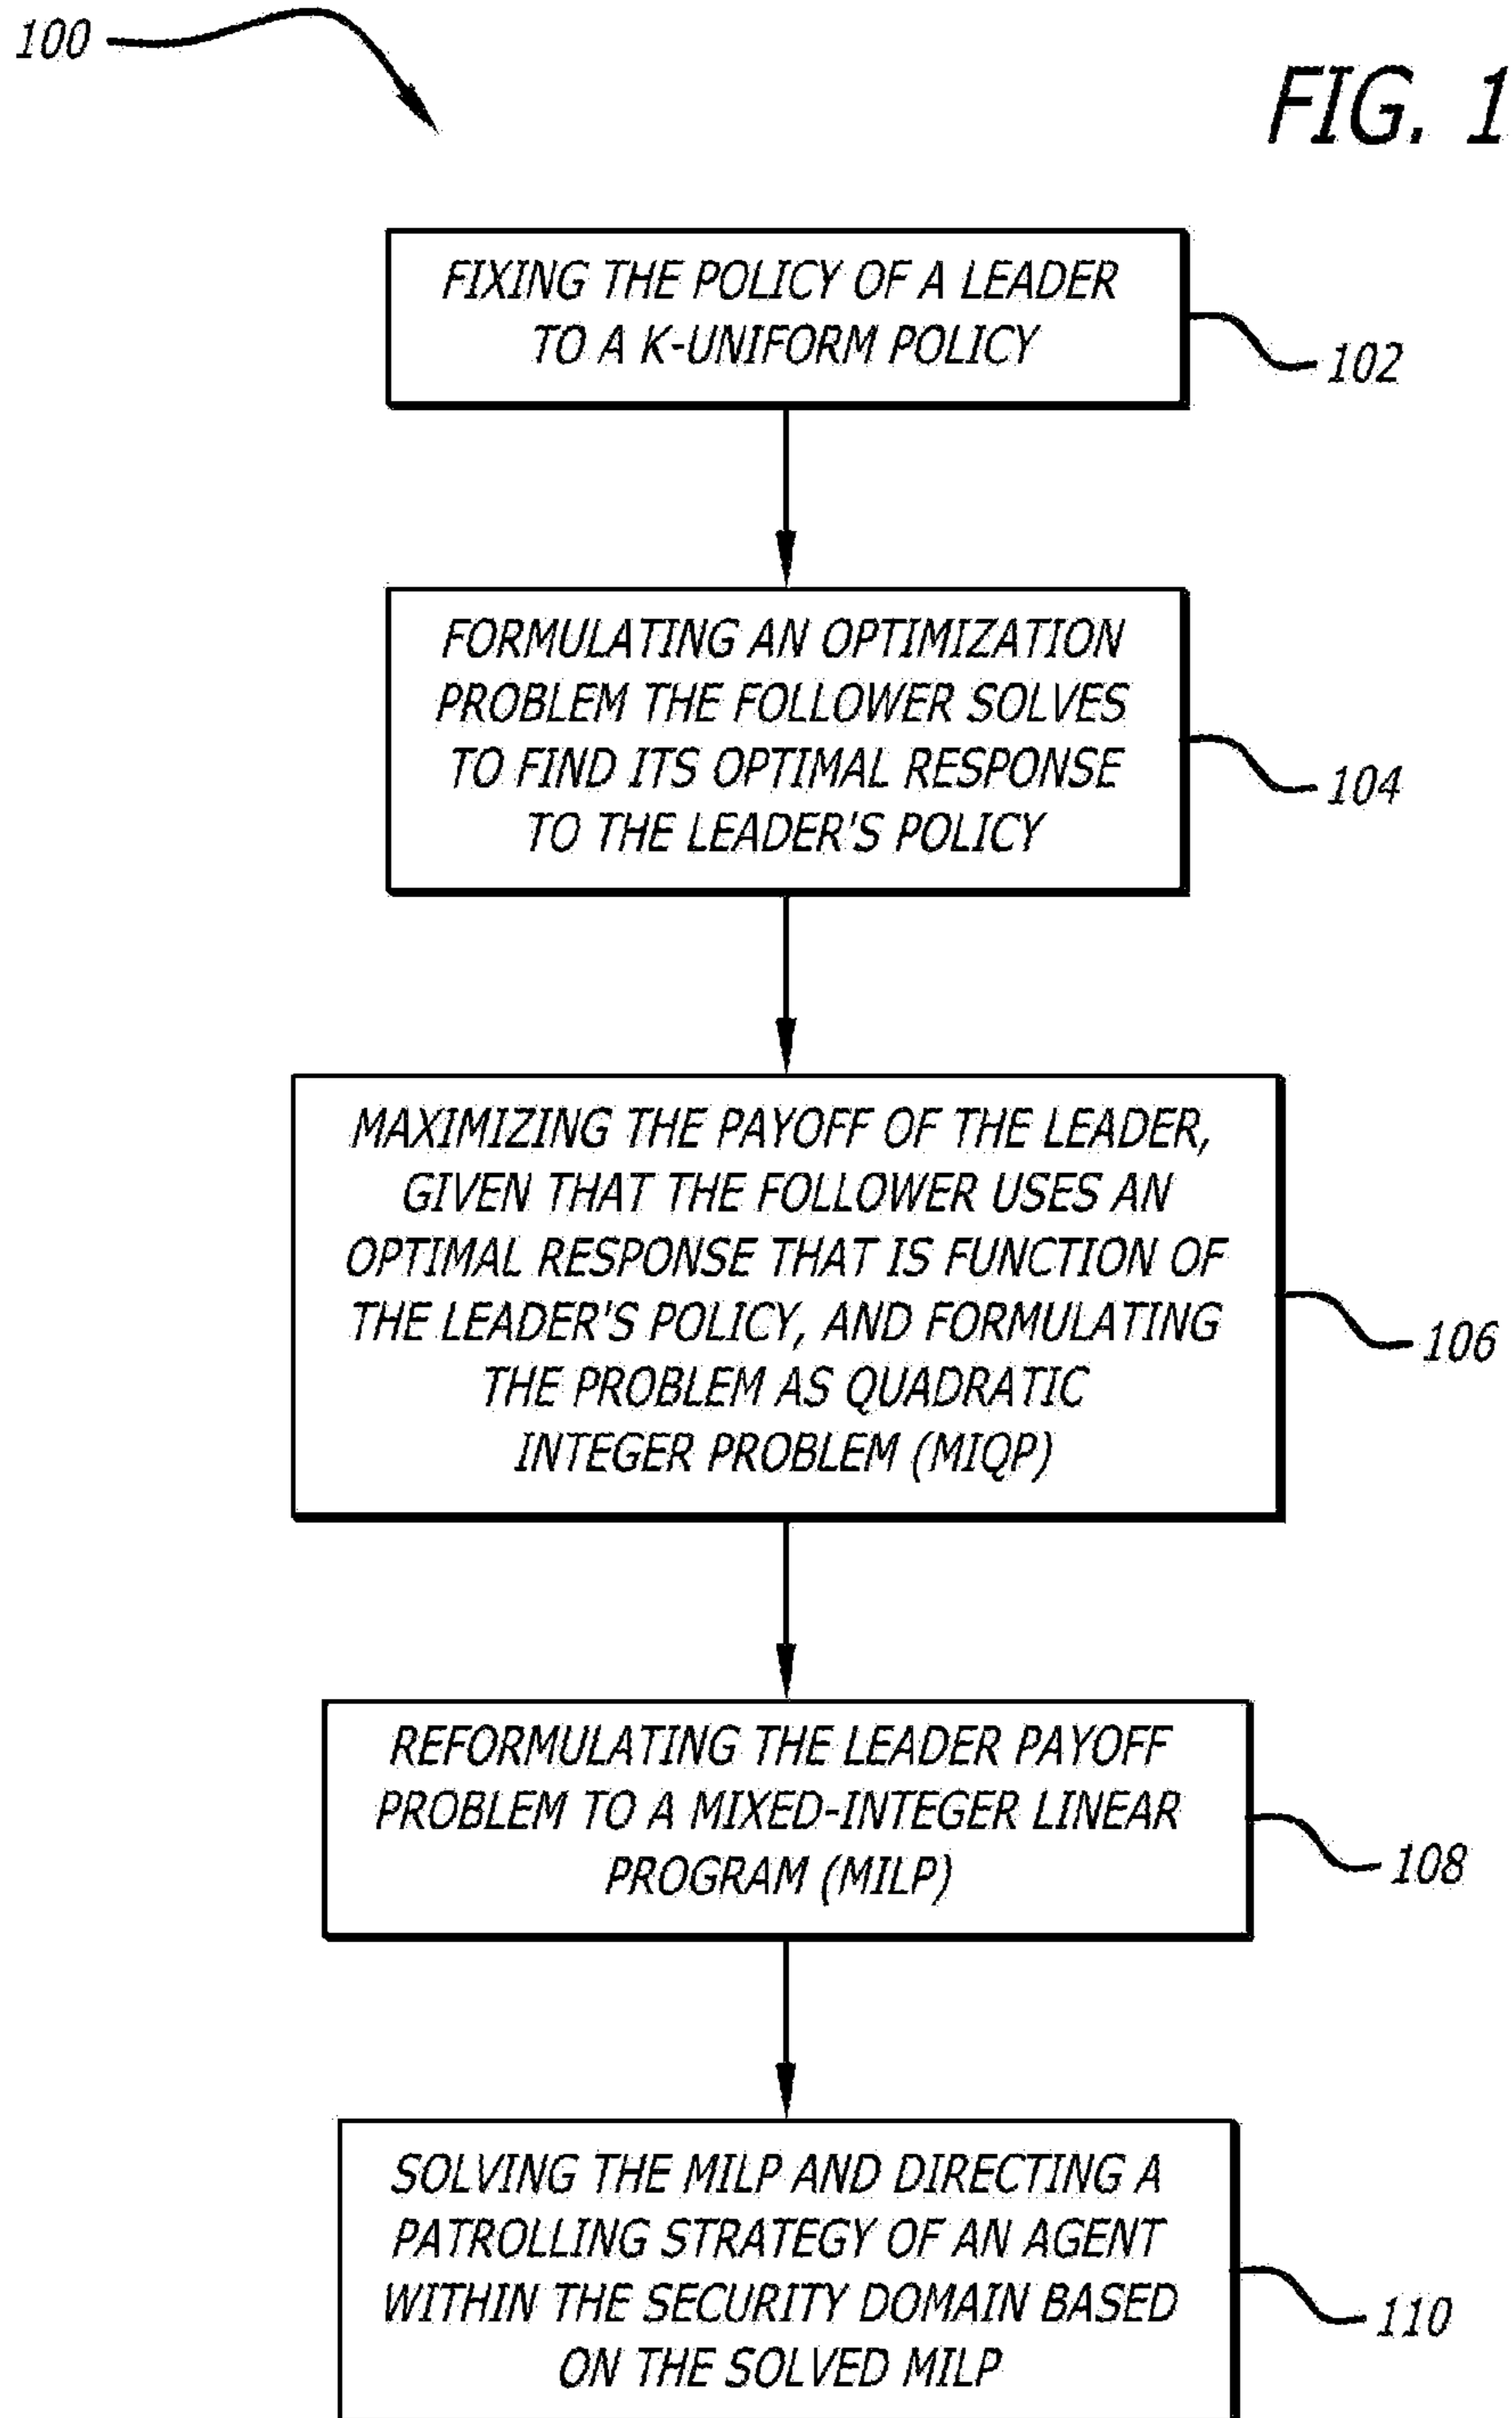 100
FIG. 1
FIXING THE POLICY OF A LEADER
TO A K-UNIFORM POLICY
102
FORMULATING AN OPTIMIZATION
PROBLEM THE FOLLOWER SOLVES
TO FIND ITS OPTIMAL RESPONSE
TO THE LEADER'S POLICY
104
MAXIMIZING THE PAYOFF OF THE LEADER,
GIVEN THAT THE FOLLOWER USES AN
OPTIMAL RESPONSE THAT IS FUNCTION OF
THE LEADER'S POLICY, AND FORMULATING
THE PROBLEM AS QUADRATIC
INTEGER PROBLEM (MIQP)
106
REFORMULATING THE LEADER PAYOFF
PROBLEM TO A MIXED-INTEGER LINEAR
PROGRAM (MILP)
108
SOLVING THE MILP AND DIRECTING A
PATROLLING STRATEGY OF AN AGENT
WITHIN THE SECURITY DOMAIN BASED
ON THE SOLVED MILP
110